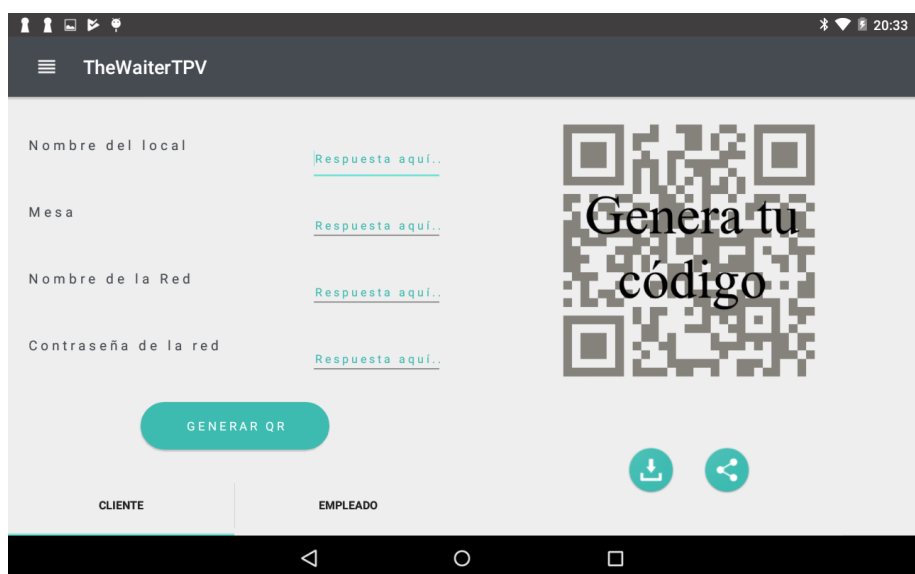 20:33
TheWaiterTPV
Nombre del local
Respuesta aquí..
Mesa
Respuesta aquí..
Nombre de la Red
Respuesta aquí..
Contraseña de la red
Respuesta aquí..
GENERAR QR
Genera tu
código
CLIENTE
EMPLEADO